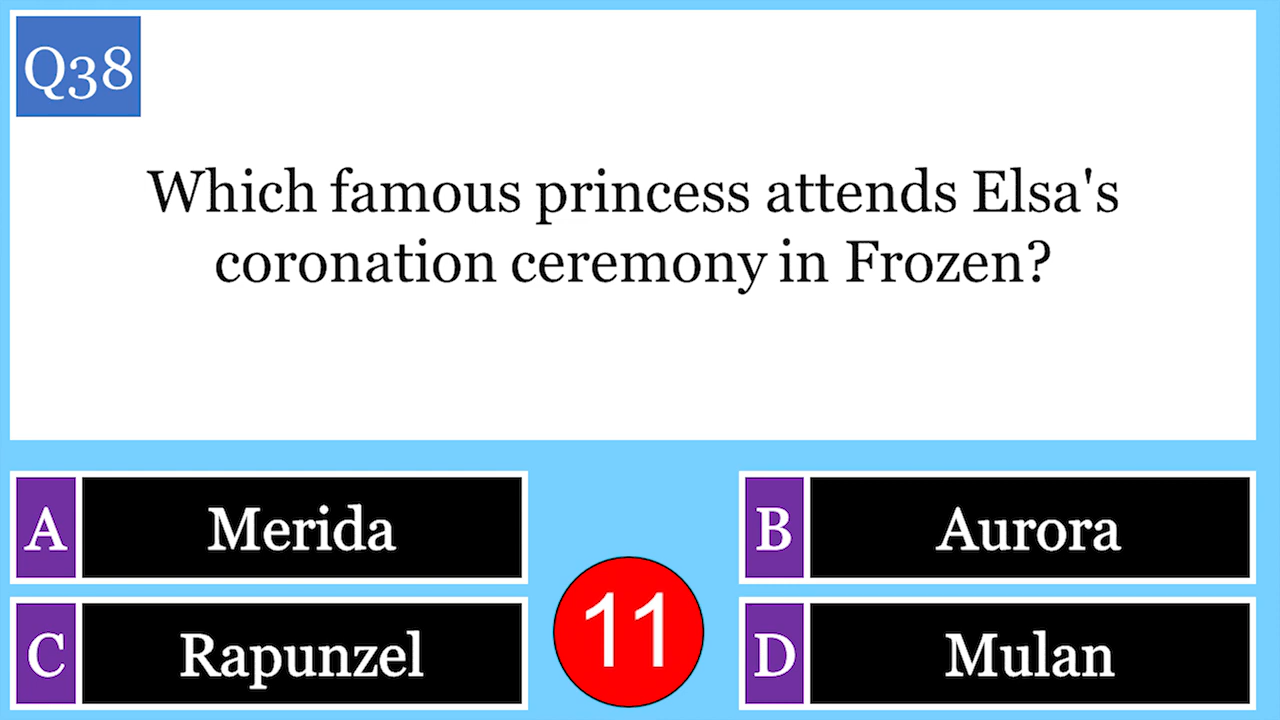 Q38
Which famous princess attends Elsa's
coronation ceremony in Frozen?
A Merida
B Aurora
C Rapunzel
11
D Mulan